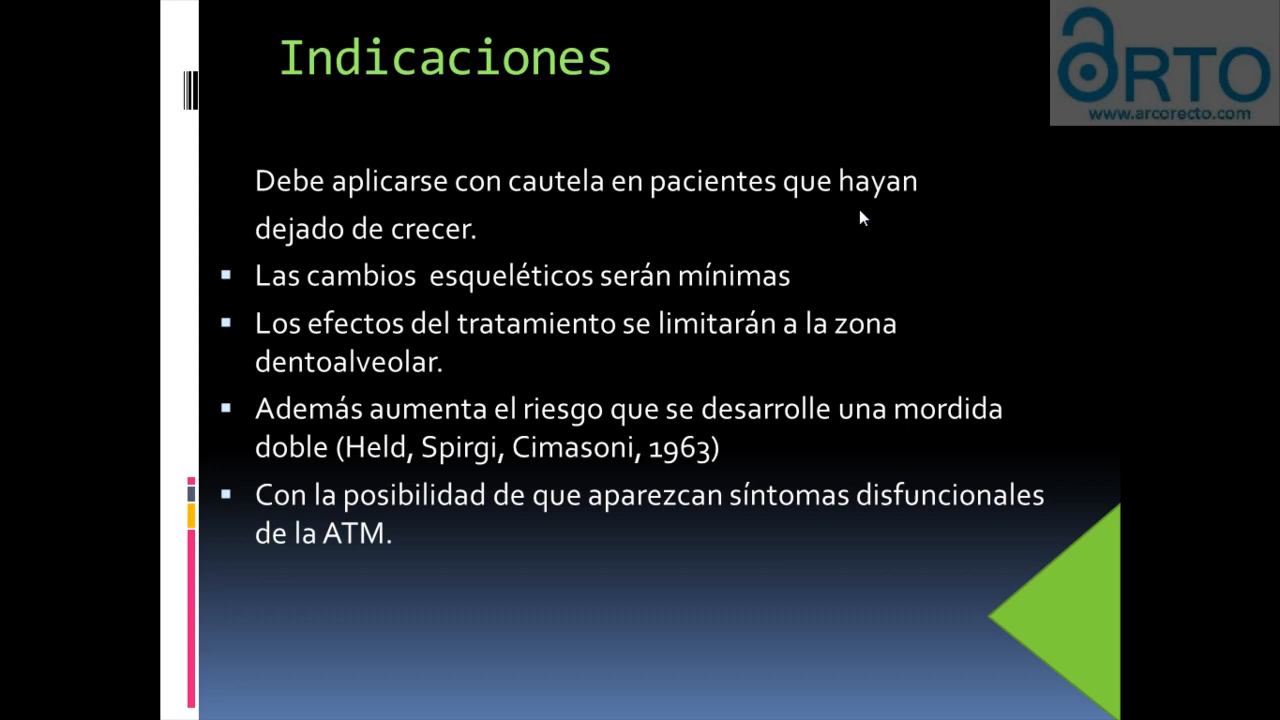 Indicaciones
ARTO
www.arcorecto.com
Debe aplicarse con cautela en pacientes que hayan
dejado de crecer.
▪ Las cambios esqueléticos serán mínimas
▪ Los efectos del tratamiento se limitarán a la zona
dentoalveolar.
▪ Además aumenta el riesgo que se desarrolle una mordida
doble (Held, Spirgi, Cimasoni, 1963)
▪ Con la posibilidad de que aparezcan síntomas disfuncionales
de la ATM.